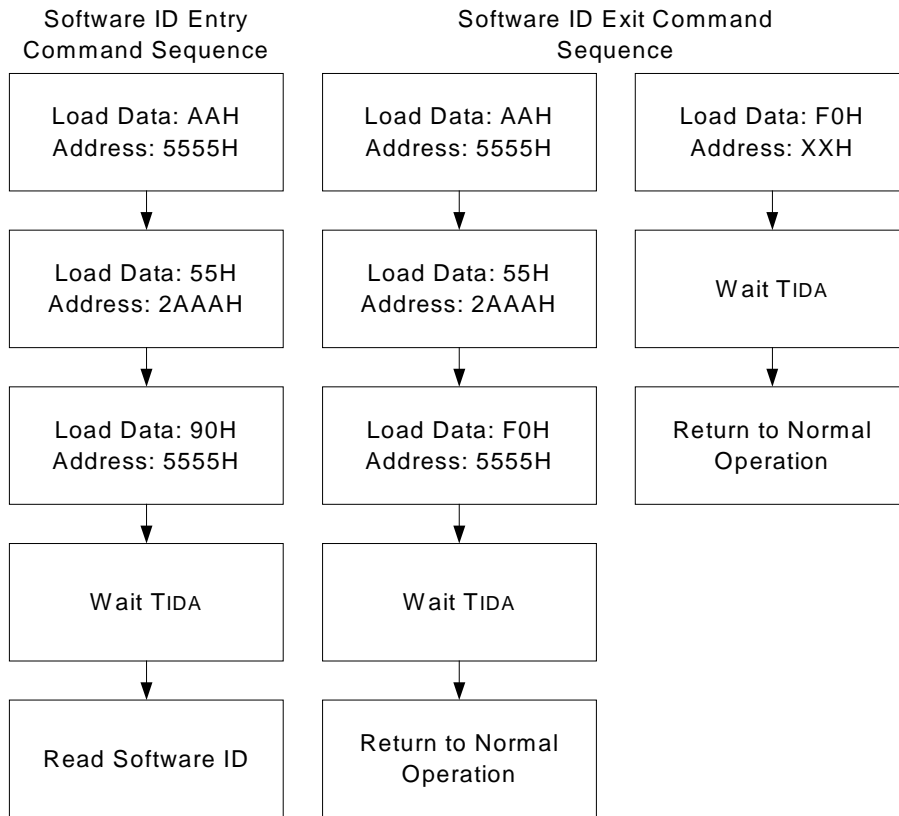 Software ID Entry
Command Sequence
Load Data: AAH
Address: 5555H
Load Data: 55H
Address: 2AAAH
Load Data: 90H
Address: 5555H
Wait TIDA
Read Software ID
Software ID Exit Command
Sequence
Load Data: AAH
Address: 5555H
Load Data: 55H
Address: 2AAAH
Load Data: F0H
Address: 5555H
Wait TIDA
Return to Normal
Operation
Load Data: F0H
Address: XXH
Wait TIDA
Return to Normal
Operation